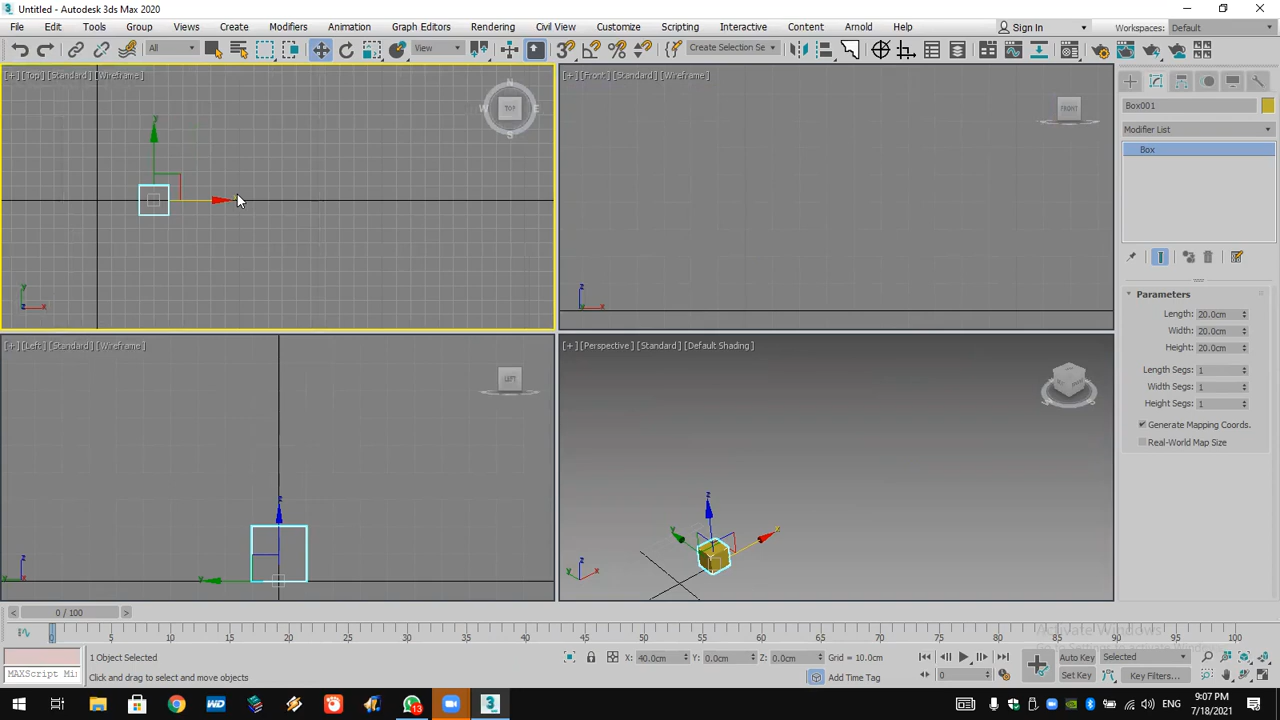 Untitled - Autodesk 3ds Max 2020
File Edit Tools Group Views Create Modifiers Animation Graph Editors Rendering Civil View Customize Scripting Interactive Content Arnold Help Sign In Workspaces: Default
All View Create Selection Se
[+] [Top] [Standard] [Wireframe]
[+] [Front] [Standard] [Wireframe]
N
W TOP E
S
FRONT
y
x
y
z x
z
y x
Box001
Modifier List
Box
Parameters
Length: 20.0cm
Width: 20.0cm
Height: 20.0cm
Length Segs: 1
Width Segs: 1
Height Segs: 1
Generate Mapping Coords.
Real-World Map Size
[+] [Left] [Standard] [Wireframe]
[+] [Perspective] [Standard] [Default Shading]
LEFT
z
y
z
y x
z
y x
z
y x
< 0 / 100 >
0 5 10 15 20 25 30 35 40 45 50 55 60 65 70 75 80 85 90 95 100
Activate Windows
1 Object Selected
X: 40.0cm Y: 0.0cm Z: 0.0cm Grid = 10.0cm
Auto Key Selected
MAXScript Mi
Click and drag to select and move objects
Add Time Tag
0
Set Key Key Filters...
WD
13
ENG
9:07 PM
7/18/2021